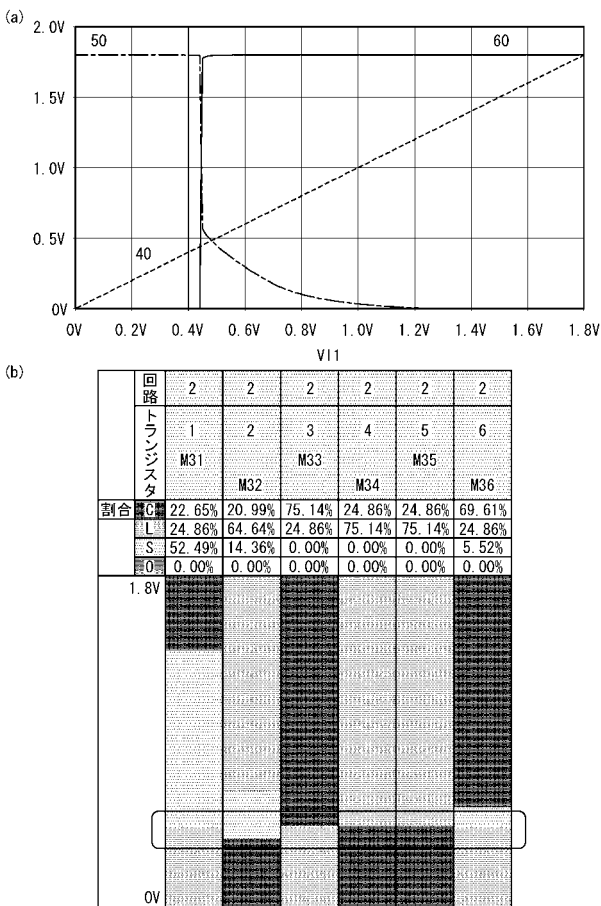 (a)
2.0V
50
60
1.5V
1.0V
0.5V
40
0V
0V 0.2V 0.4V 0.6V 0.8V 1.0V 1.2V 1.4V 1.6V 1.8V
VI1
(b)
回路 2 2 2 2 2 2
トランジスタ 1 2 3 4 5 6
M31 M32 M33 M34 M35 M36
割合 C 22.65% 20.99% 75.14% 24.86% 24.86% 69.61%
L 24.86% 64.64% 24.86% 75.14% 75.14% 24.86%
S 52.49% 14.36% 0.00% 0.00% 0.00% 5.52%
O 0.00% 0.00% 0.00% 0.00% 0.00% 0.00%
1.8V
0V